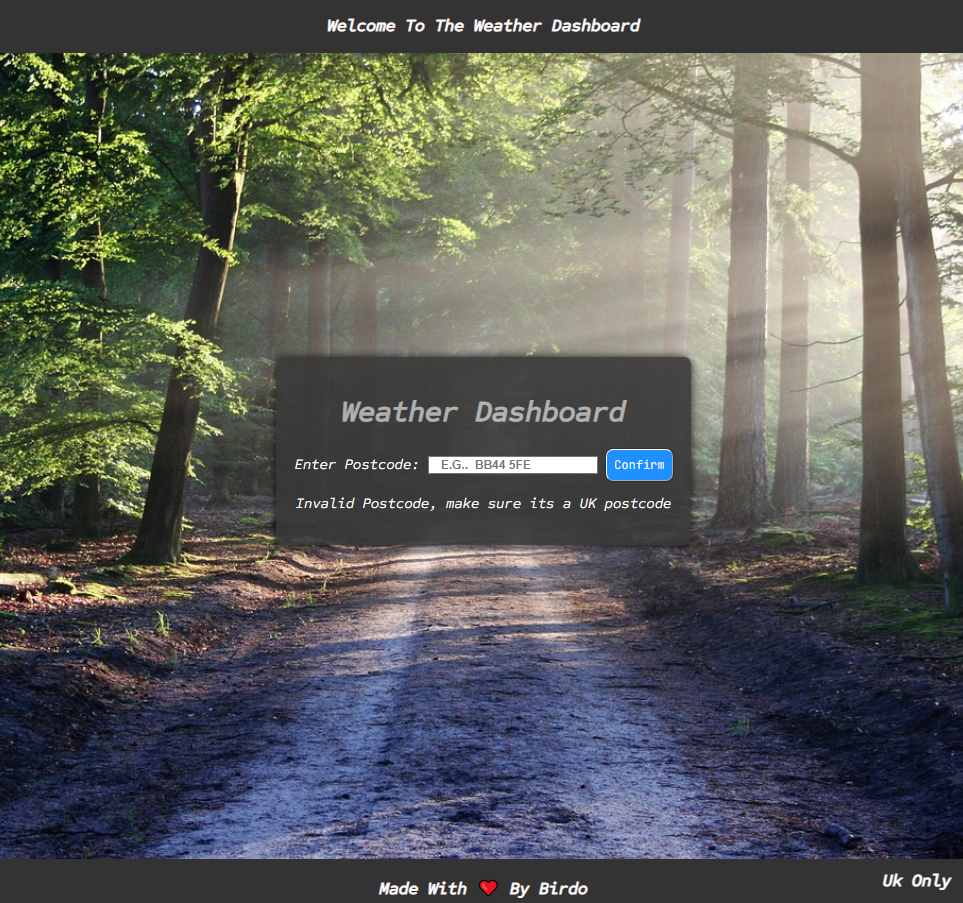 Welcome To The Weather Dashboard
Weather Dashboard
Enter Postcode: E.G.. BB44 5FE Confirm
Invalid Postcode, make sure its a UK postcode
Made With ❤ By Birdo
Uk Only